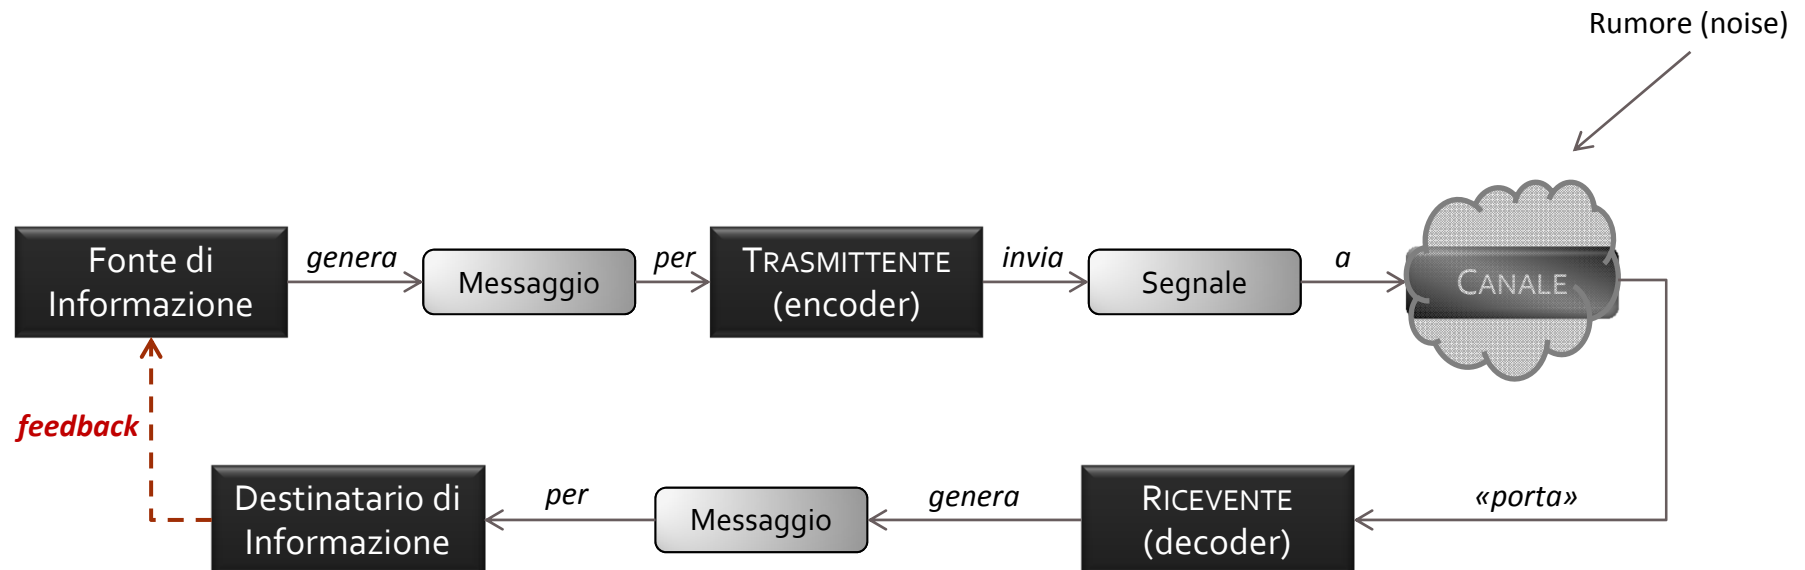 Rumore (noise)
Fonte di
Informazione
genera
Messaggio
per
TRASMITTENTE
(encoder)
invia
Segnale
a
CANALE
feedback
Destinatario di
Informazione
per
Messaggio
genera
RICEVENTE
(decoder)
«porta»